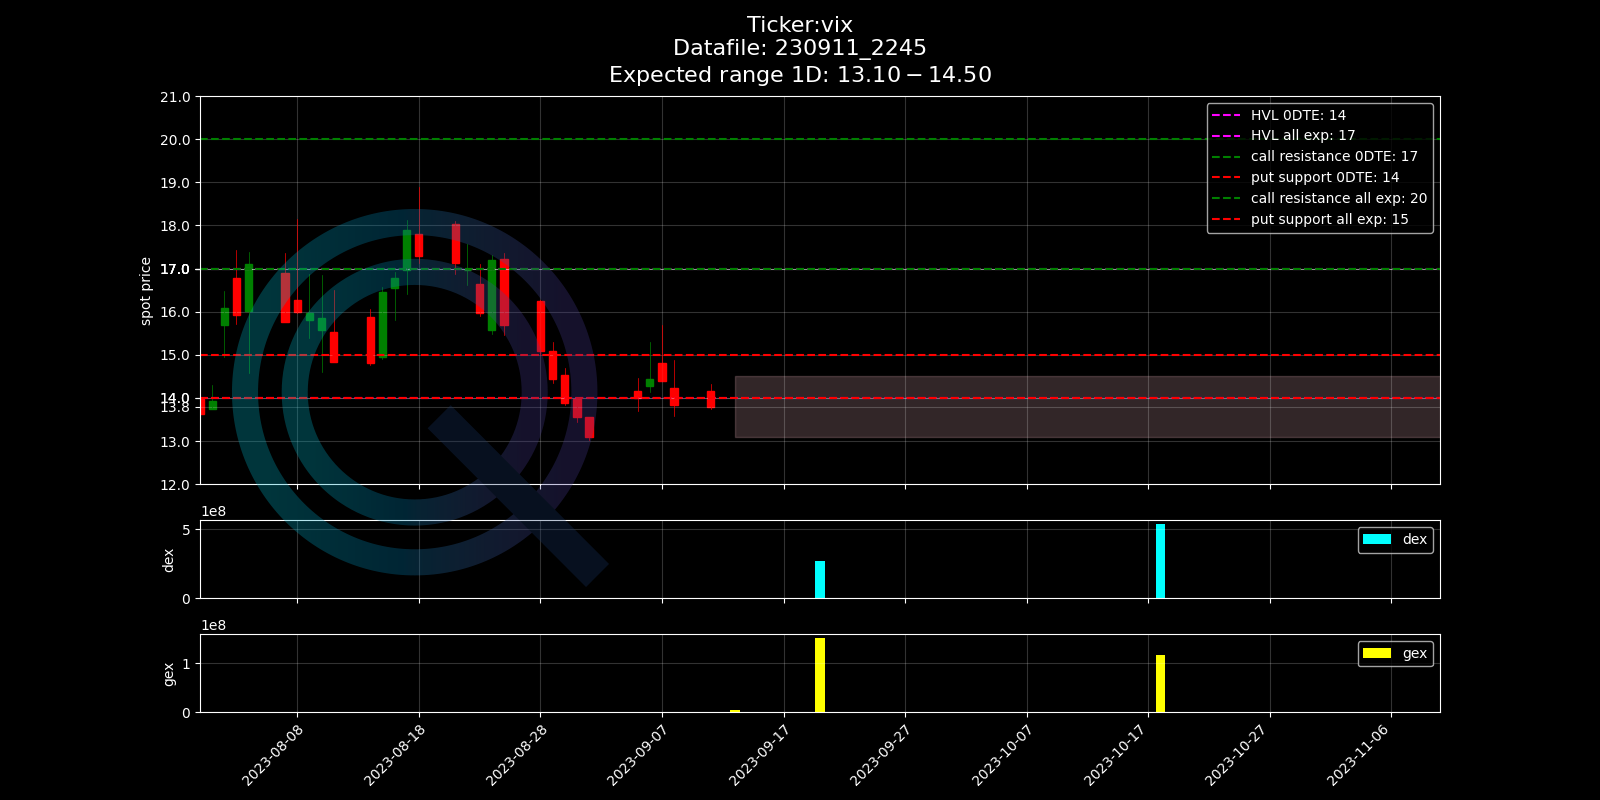 Ticker:vix
Datafile: 230911_2245
Expected range 1D: 13.10 − 14.50
21.0
20.0
19.0
18.0
17.0
17.0
16.0
15.0
14.0
14.0
13.8
13.0
12.0
spot price
HVL 0DTE: 14
HVL all exp: 17
call resistance 0DTE: 17
put support 0DTE: 14
call resistance all exp: 20
put support all exp: 15
1e8
5
0
dex
dex
1e8
1
0
gex
gex
2023-08-08
2023-08-18
2023-08-28
2023-09-07
2023-09-17
2023-09-27
2023-10-07
2023-10-17
2023-10-27
2023-11-06